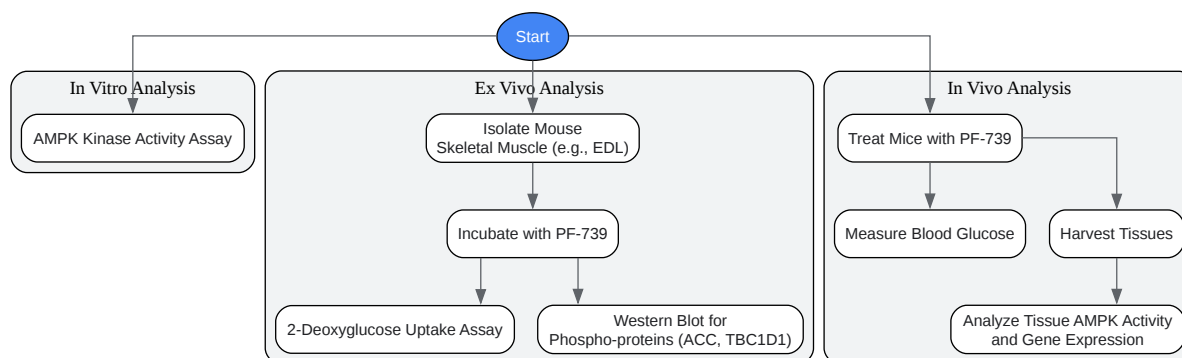 Start
In Vitro Analysis
AMPK Kinase Activity Assay
Ex Vivo Analysis
Isolate Mouse
Skeletal Muscle (e.g., EDL)
Incubate with PF-739
2-Deoxyglucose Uptake Assay
Western Blot for
Phospho-proteins (ACC, TBC1D1)
In Vivo Analysis
Treat Mice with PF-739
Measure Blood Glucose
Harvest Tissues
Analyze Tissue AMPK Activity
and Gene Expression